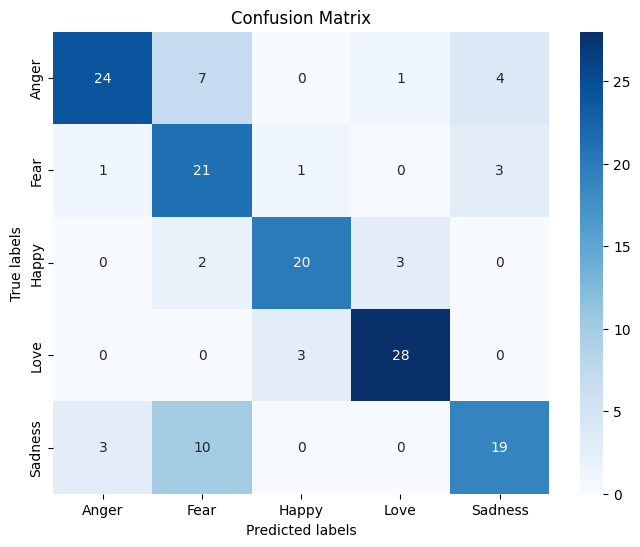 Confusion Matrix
True labels
Anger 24 7 0 1 4
Fear 1 21 1 0 3
Happy 0 2 20 3 0
Love 0 0 3 28 0
Sadness 3 10 0 0 19
Anger Fear Happy Love Sadness
Predicted labels
25
20
15
10
5
0